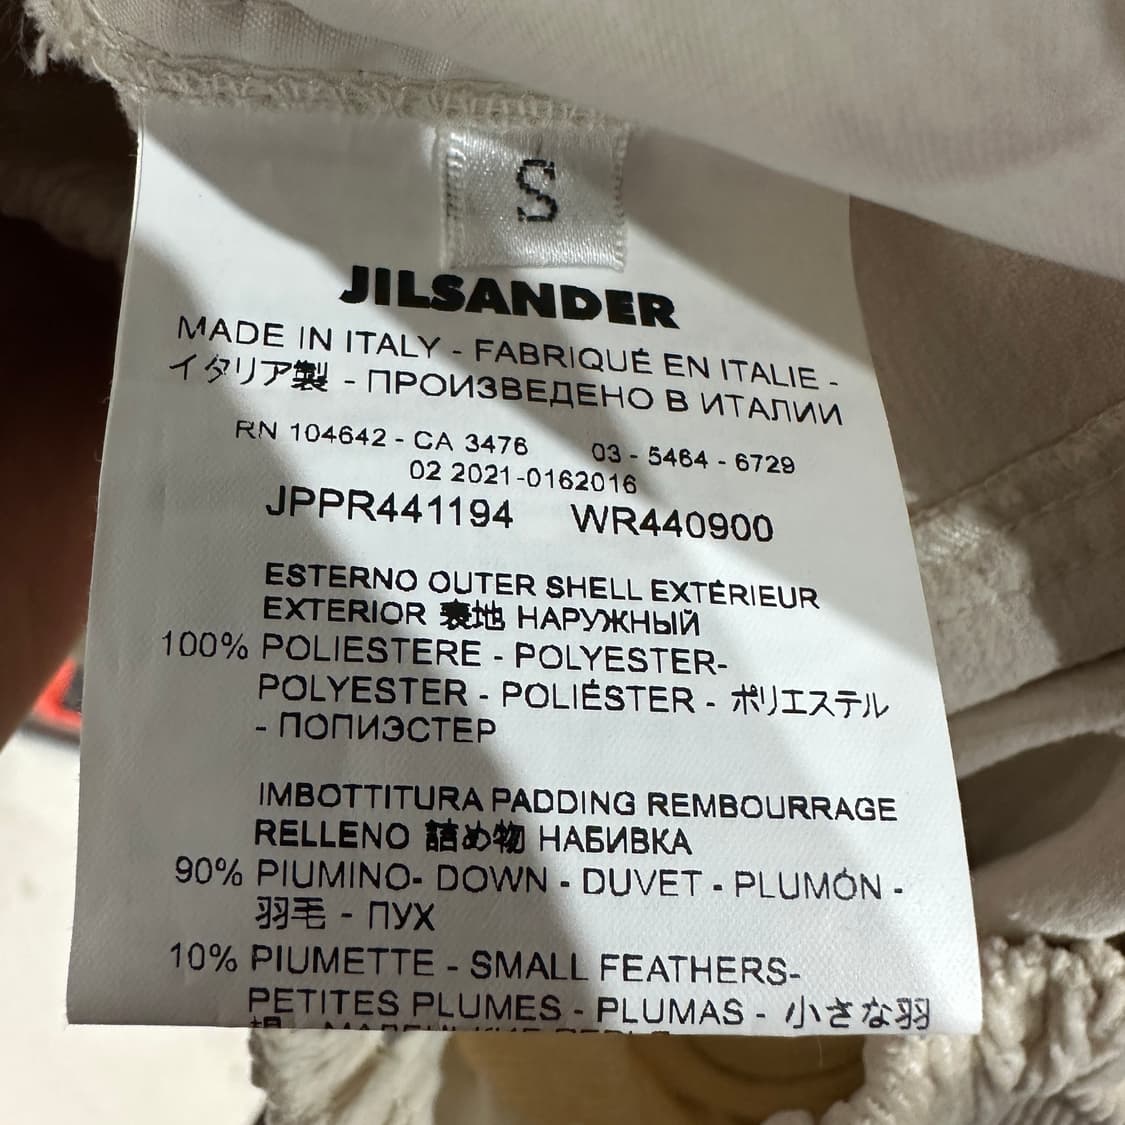 S
JILSANDER
MADE IN ITALY - FABRIQUÉ EN ITALIE -
イタリア製 - ПРОИЗВЕДЕНО В ИТАЛИИ
RN 104642 - CA 3476 03 - 5464 - 6729
02 2021-0162016
JPPR441194 WR440900
ESTERNO OUTER SHELL EXTÉRIEUR
EXTERIOR 表地 НАРУЖНЫЙ
100% POLIESTERE - POLYESTER-
POLYESTER - POLIÉSTER - ポリエステル
- ПОПИЭСТЕР
IMBOTTITURA PADDING REMBOURRAGE
RELLENO 詰め物 НАБИВКА
90% PIUMINO- DOWN - DUVET - PLUMÓN -
羽毛 - ПУХ
10% PIUMETTE - SMALL FEATHERS-
PETITES PLUMES - PLUMAS - 小さな羽